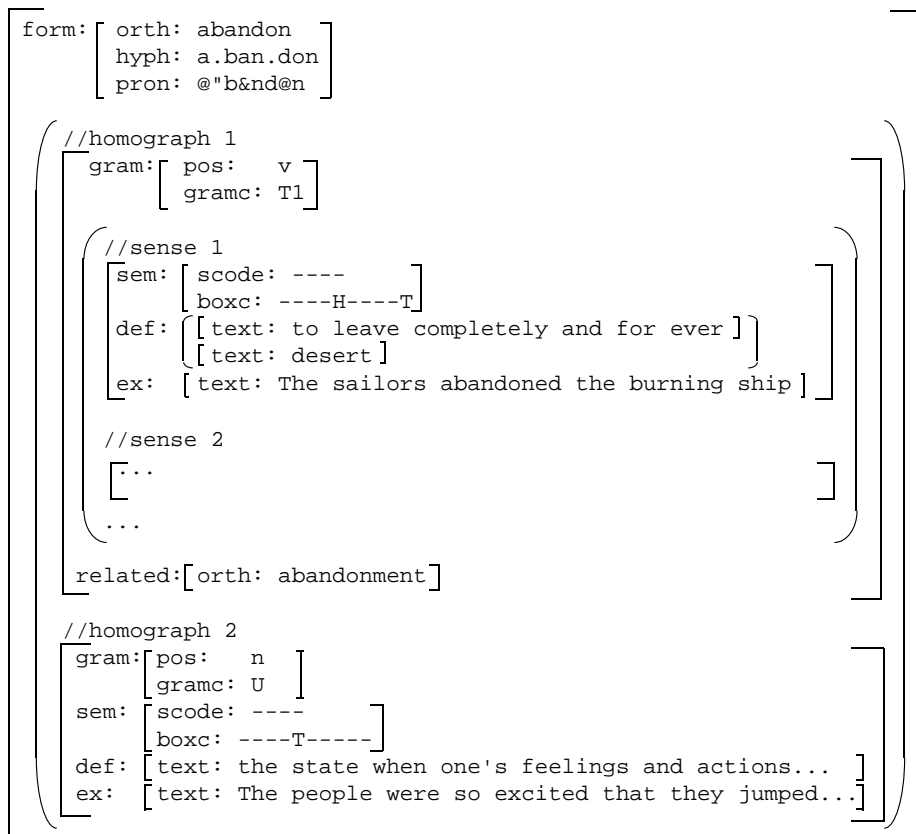 form: orth: abandon
hyph: a.ban.don
pron: @"b&nd@n
//homograph 1
gram: pos: v
gramc: T1
//sense 1
sem: scode: ----
boxc: ----H----T
def: text: to leave completely and for ever
text: desert
ex: text: The sailors abandoned the burning ship
//sense 2
...
...
related: orth: abandonment
//homograph 2
gram: pos: n
gramc: U
sem: scode: ----
boxc: ----T-----
def: text: the state when one's feelings and actions...
ex: text: The people were so excited that they jumped...